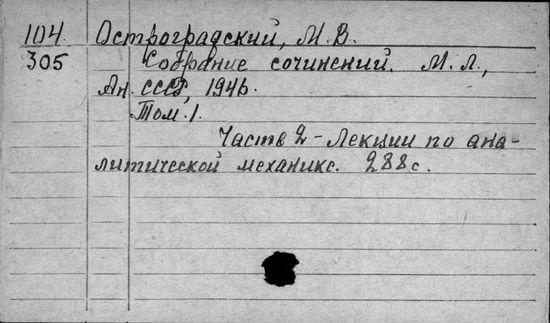 104 Остроградский, М.В.
305 Собрание сочинений. М.Л.,
Ан. СССР, 1946.
Том. 1.
Часть 2 - Лекции по ана-
литической механике. 288 с.